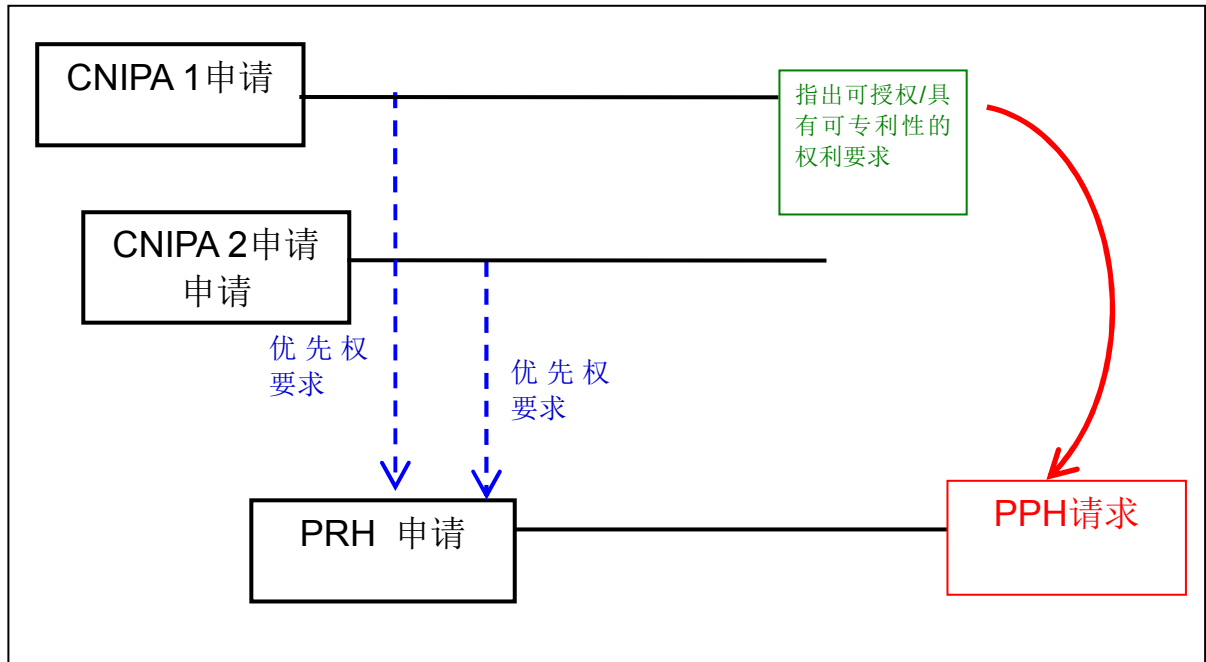 CNIPA 1申请
指出可授权/具
有可专利性的
权利要求
CNIPA 2申请
申请
优先权
要求
优先权
要求
PRH 申请
PPH请求